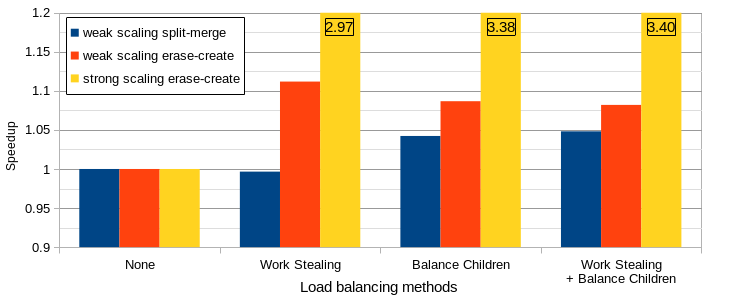 1.2
1.15
1.1
1.05
1
0.95
0.9
Speedup
weak scaling split-merge
weak scaling erase-create
strong scaling erase-create
2.97
3.38
3.40
None
Work Stealing
Balance Children
Work Stealing
+ Balance Children
Load balancing methods